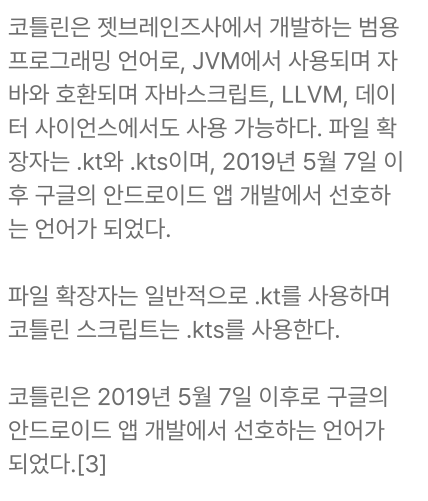 코틀린은 젯브레인즈사에서 개발하는 범용
프로그래밍 언어로, JVM에서 사용되며 자
바와 호환되며 자바스크립트, LLVM, 데이
터 사이언스에서도 사용 가능하다. 파일 확
장자는 .kt와 .kts이며, 2019년 5월 7일 이
후 구글의 안드로이드 앱 개발에서 선호하
는 언어가 되었다.

파일 확장자는 일반적으로 .kt를 사용하며
코틀린 스크립트는 .kts를 사용한다.

코틀린은 2019년 5월 7일 이후로 구글의
안드로이드 앱 개발에서 선호하는 언어가
되었다.[3]